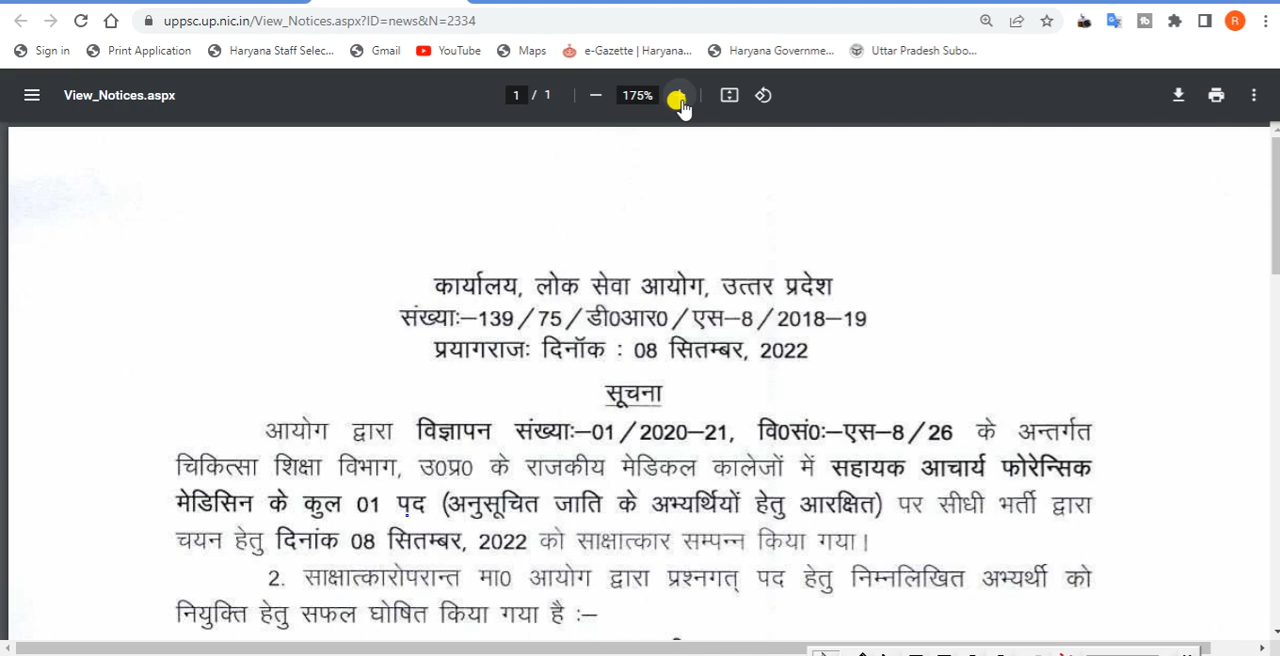 uppsc.up.nic.in/View_Notices.aspx?ID=news&N=2334
R
Sign in Print Application Haryana Staff Selec... Gmail YouTube Maps e-Gazette | Haryana... Haryana Governme... Uttar Pradesh Subo...
View_Notices.aspx 1 / 1 175%
कार्यालय, लोक सेवा आयोग, उत्तर प्रदेश
संख्याः–139/75/डी0आर0/एस–8/2018–19
प्रयागराजः दिनॉक : 08 सितम्बर, 2022
सूचना
आयोग द्वारा विज्ञापन संख्याः–01/2020–21, वि0सं0ः–एस–8/26 के अन्तर्गत
चिकित्सा शिक्षा विभाग, उ0प्र0 के राजकीय मेडिकल कालेजों में सहायक आचार्य फोरेन्सिक
मेडिसिन के कुल 01 पद (अनुसूचित जाति के अभ्यर्थियों हेतु आरक्षित) पर सीधी भर्ती द्वारा
चयन हेतु दिनांक 08 सितम्बर, 2022 को साक्षात्कार सम्पन्न किया गया।
2. साक्षात्कारोपरान्त मा0 आयोग द्वारा प्रश्नगत् पद हेतु निम्नलिखित अभ्यर्थी को
नियुक्ति हेतु सफल घोषित किया गया है :–